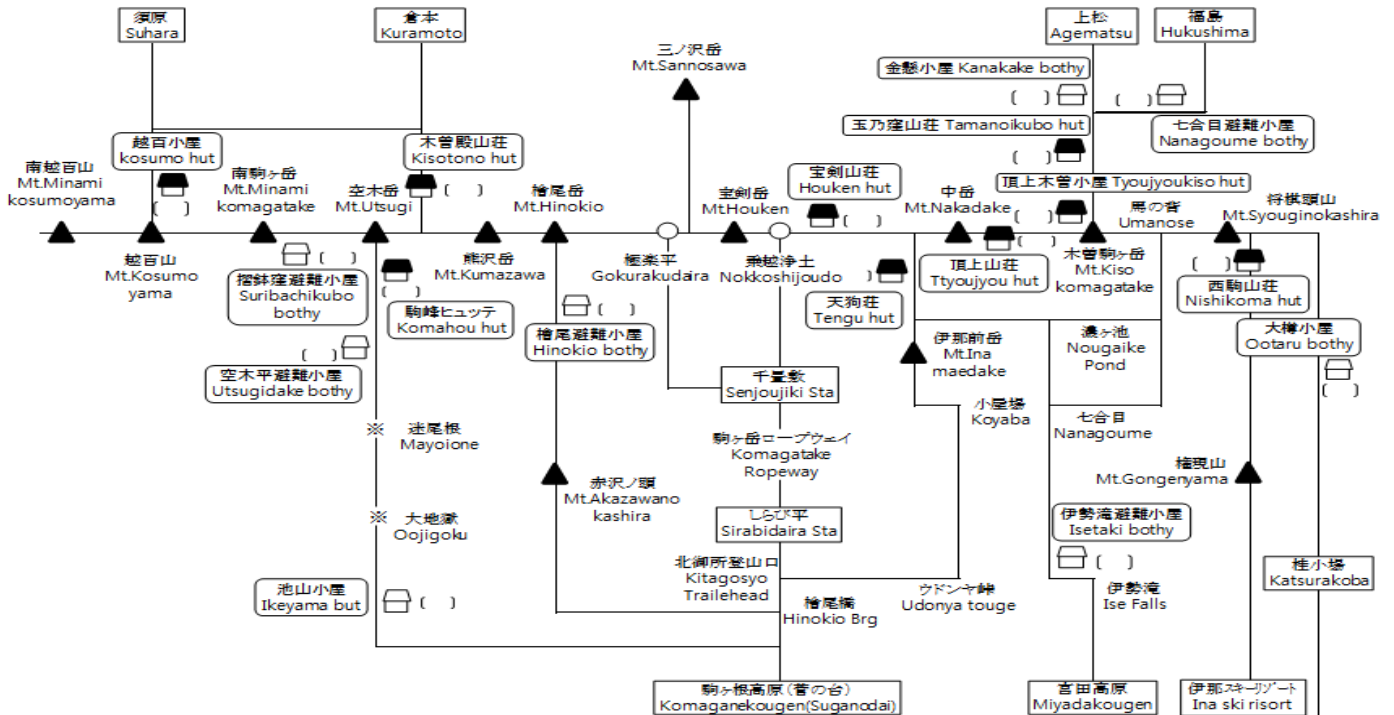 須原
Suhara
倉本
Kuramoto
三ノ沢岳
Mt.Sannosawa
上松
Agematsu
福島
Hukushima
金懸小屋 Kanakake bothy
(　)
(　)
玉乃窪山荘 Tamanoikubo hut
(　)
七合目避難小屋
Nanagoume bothy
越百小屋
kosumo hut
(　)
木曽殿山荘
Kisotono hut
(　)
宝剣山荘
Houken hut
(　)
頂上木曽小屋 Tyoujyoukiso hut
(　)
南越百山
Mt.Minami
kosumoyama
南駒ヶ岳
Mt.Minami
komagatake
空木岳
Mt.Utsugi
檜尾岳
Mt.Hinokio
宝剣岳
Mt.Houken
中岳
Mt.Nakadake
馬の背
Umanose
将棋頭山
Mt.Syouginokashira
越百山
Mt.Kosumo
yama
(　)
摺鉢窪避難小屋
Suribachikubo
bothy
(　)
駒峰ヒュッテ
Komahou hut
熊沢岳
Mt.Kumazawa
極楽平
Gokurakudaira
乗越浄土
Nokkoshijoudo
(　)
天狗荘
Tengu hut
(　)
頂上山荘
Ttyoujyou hut
木曽駒ヶ岳
Mt.Kiso
komagatake
(　)
西駒山荘
Nishikoma hut
(　)
空木平避難小屋
Utsugidake bothy
(　)
檜尾避難小屋
Hinokio bothy
伊那前岳
Mt.Ina
maedake
濃ヶ池
Nougaike
Pond
大樽小屋
Ootaru bothy
(　)
千畳敷
Senjoujiki Sta
小屋場
Koyaba
七合目
Nanagoume
※ 迷尾根
Mayoione
駒ヶ岳ロープウェイ
Komagatake
Ropeway
権現山
Mt.Gongenyama
赤沢ノ頭
Mt.Akazawano
kashira
※ 大地獄
Oojigoku
しらび平
Sirabidaira Sta
伊勢滝避難小屋
Isetaki bothy
(　)
北御所登山口
Kitagosyo
Trailehead
桂小場
Katsurakoba
池山小屋
Ikeyama but
(　)
檜尾橋
Hinokio Brg
ウドンヤ峠
Udonya touge
伊勢滝
Ise Falls
駒ヶ根高原(菅の台)
Komaganekougen(Suganodai)
宮田高原
Miyadakougen
伊那スキーリゾート
Ina ski risort